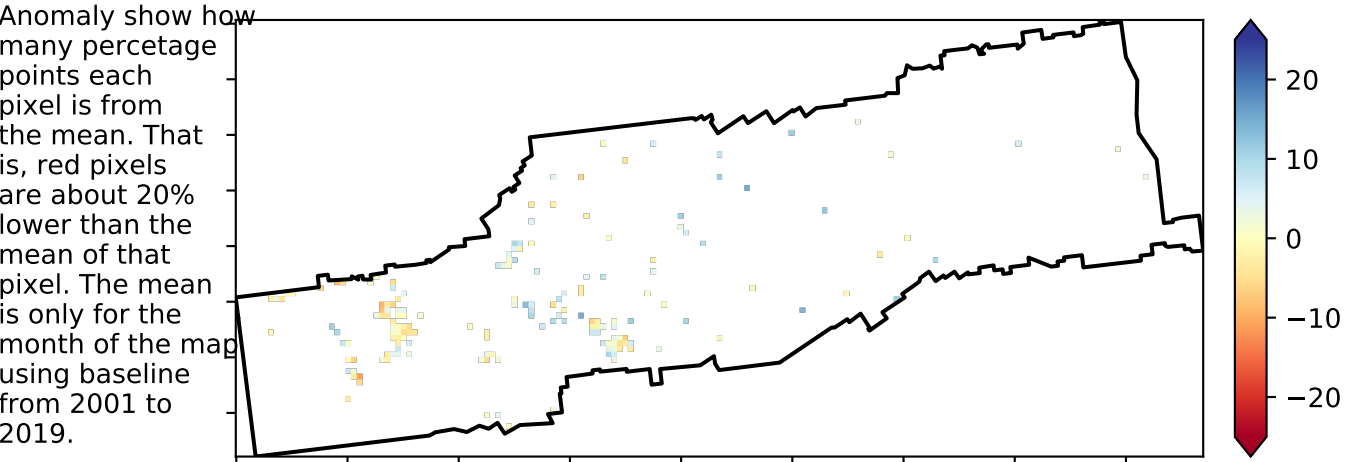 Anomaly show how
many percetage
points each
pixel is from
the mean. That
is, red pixels
are about 20%
lower than the
mean of that
pixel. The mean
is only for the
month of the map
using baseline
from 2001 to
2019.
20
10
0
−10
−20